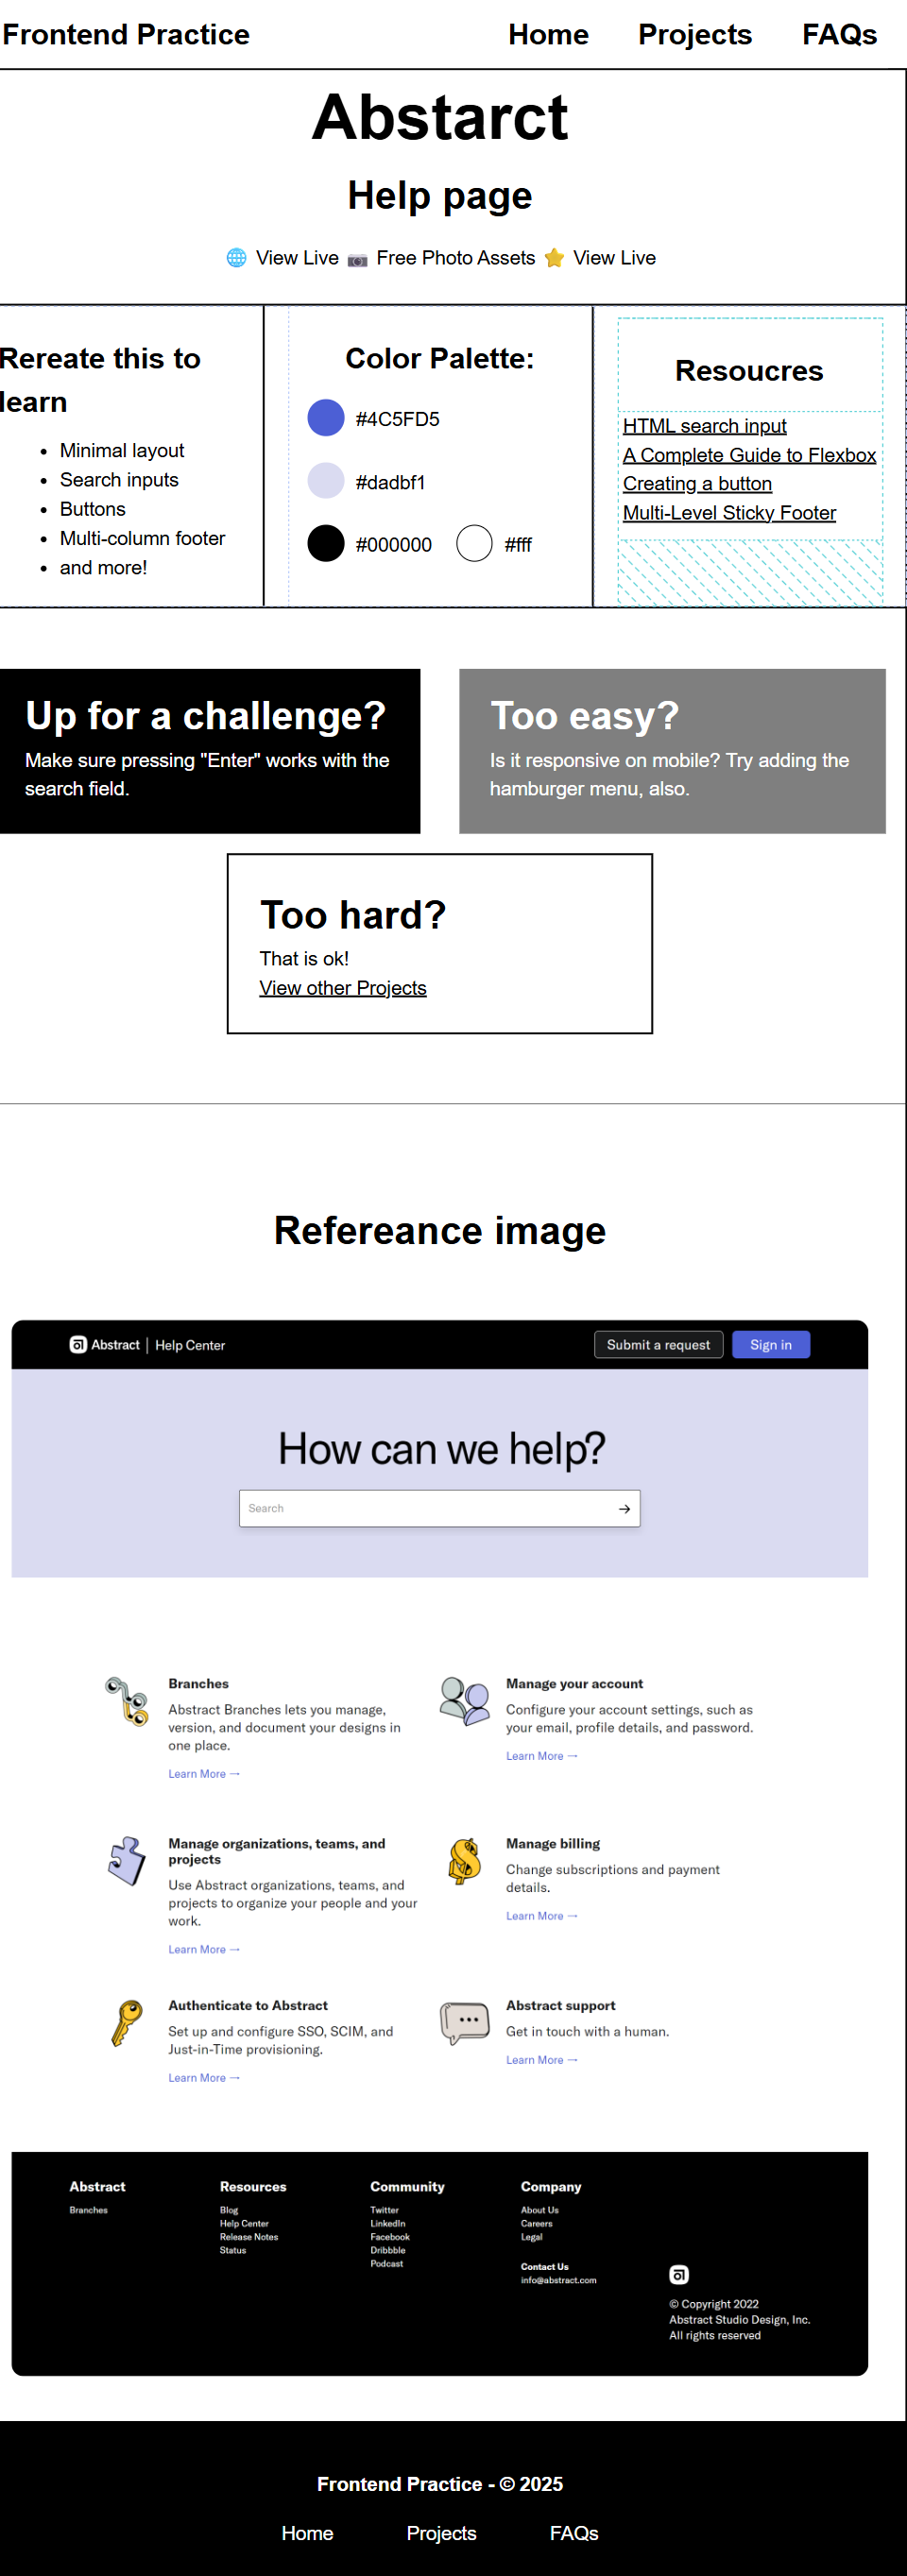 Frontend Practice
Home
Projects
FAQs
Abstarct
Help page
View Live
Free Photo Assets
View Live
Rereate this to
learn
Minimal layout
Search inputs
Buttons
Multi-column footer
and more!
Color Palette:
#4C5FD5
#dadbf1
#000000
#fff
Resoucres
HTML search input
A Complete Guide to Flexbox
Creating a button
Multi-Level Sticky Footer
Up for a challenge?
Make sure pressing "Enter" works with the
search field.
Too easy?
Is it responsive on mobile? Try adding the
hamburger menu, also.
Too hard?
That is ok!
View other Projects
Refereance image
Abstract | Help Center
Submit a request
Sign in
How can we help?
Search
Branches
Abstract Branches lets you manage,
version, and document your designs in
one place.
Learn More →
Manage your account
Configure your account settings, such as
your email, profile details, and password.
Learn More →
Manage organizations, teams, and
projects
Use Abstract organizations, teams, and
projects to organize your people and your
work.
Learn More →
Manage billing
Change subscriptions and payment
details.
Learn More →
Authenticate to Abstract
Set up and configure SSO, SCIM, and
Just-in-Time provisioning.
Learn More →
Abstract support
Get in touch with a human.
Learn More →
Abstract
Branches
Resources
Blog
Help Center
Release Notes
Status
Community
Twitter
LinkedIn
Facebook
Dribbble
Podcast
Company
About Us
Careers
Legal
Contact Us
info@abstract.com
© Copyright 2022
Abstract Studio Design, Inc.
All rights reserved
Frontend Practice - © 2025
Home
Projects
FAQs